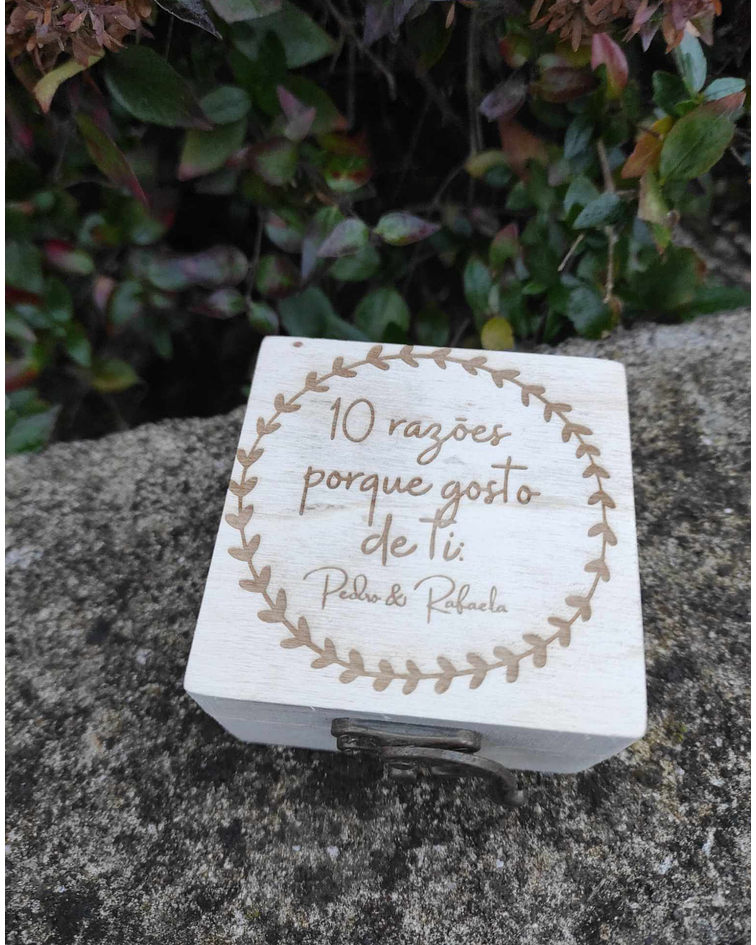 10 razões
porque gosto
de ti:
Pedro & Rafaela